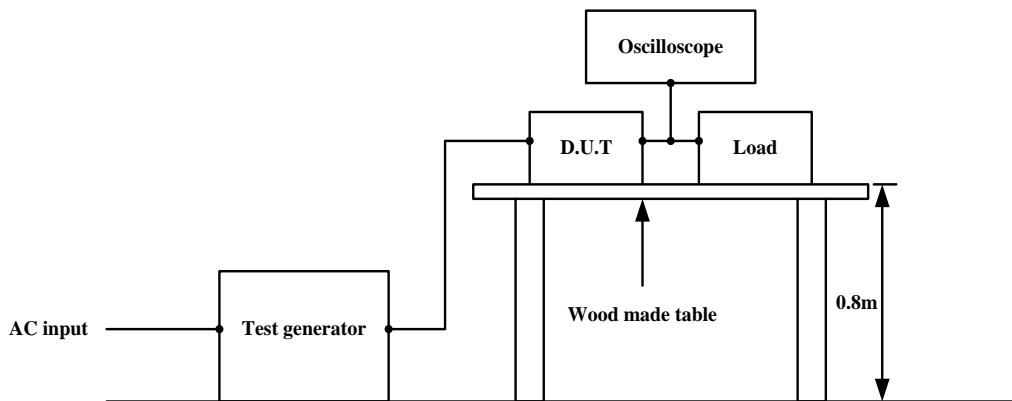 Oscilloscope
D.U.T
Load
0.8m
Wood made table
AC input
Test generator